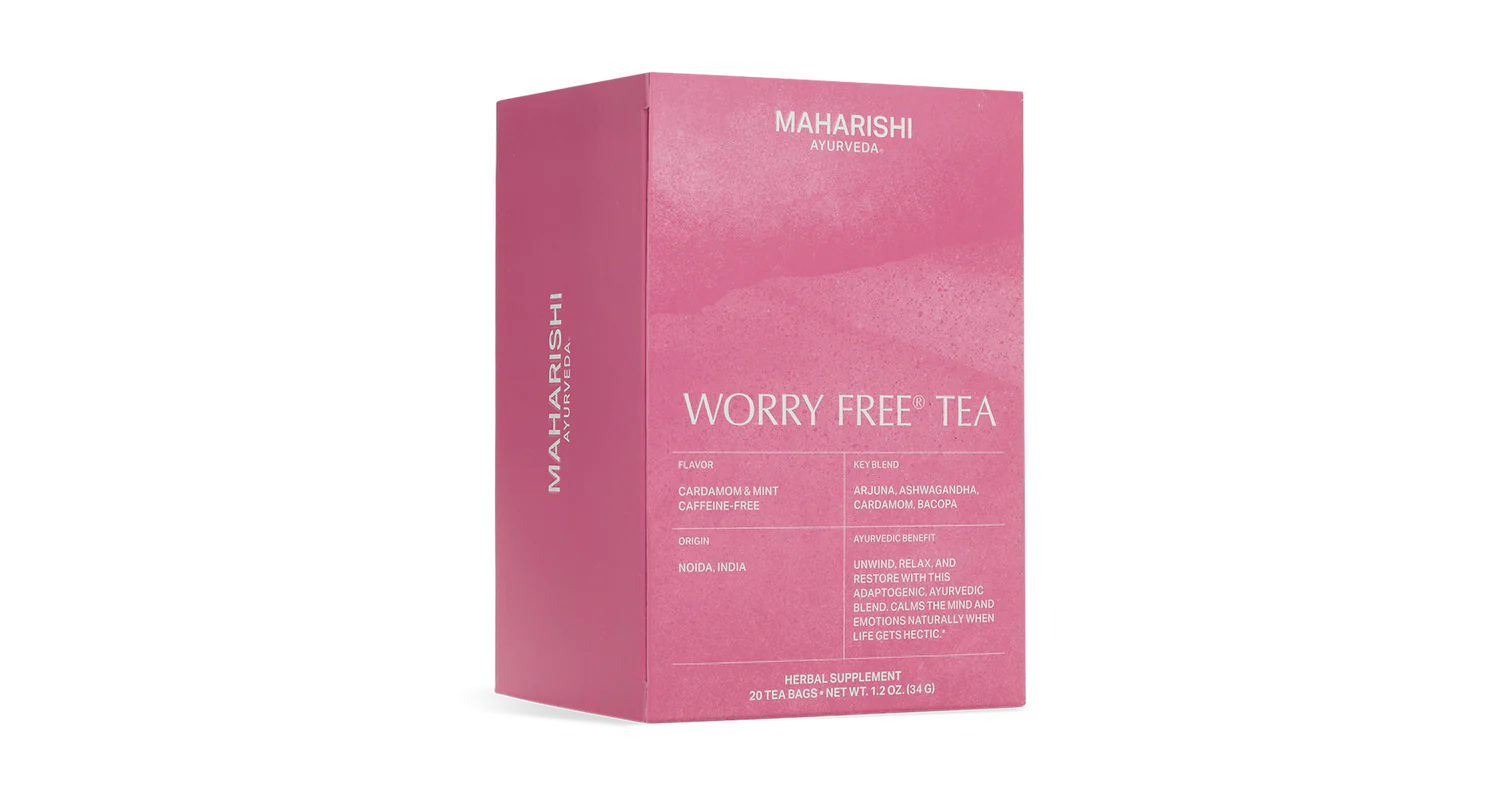 MAHARISHI
AYURVEDA®
MAHARISHI
AYURVEDA
WORRY FREE® TEA
FLAVOR
CARDAMOM & MINT
CAFFEINE-FREE
KEY BLEND
ARJUNA, ASHWAGANDHA,
CARDAMOM, BACOPA
ORIGIN
NOIDA, INDIA
AYURVEDIC BENEFIT
UNWIND, RELAX, AND
RESTORE WITH THIS
ADAPTOGENIC, AYURVEDIC
BLEND. CALMS THE MIND AND
EMOTIONS NATURALLY WHEN
LIFE GETS HECTIC.*
HERBAL SUPPLEMENT
20 TEA BAGS • NET WT. 1.2 OZ. (34 G)